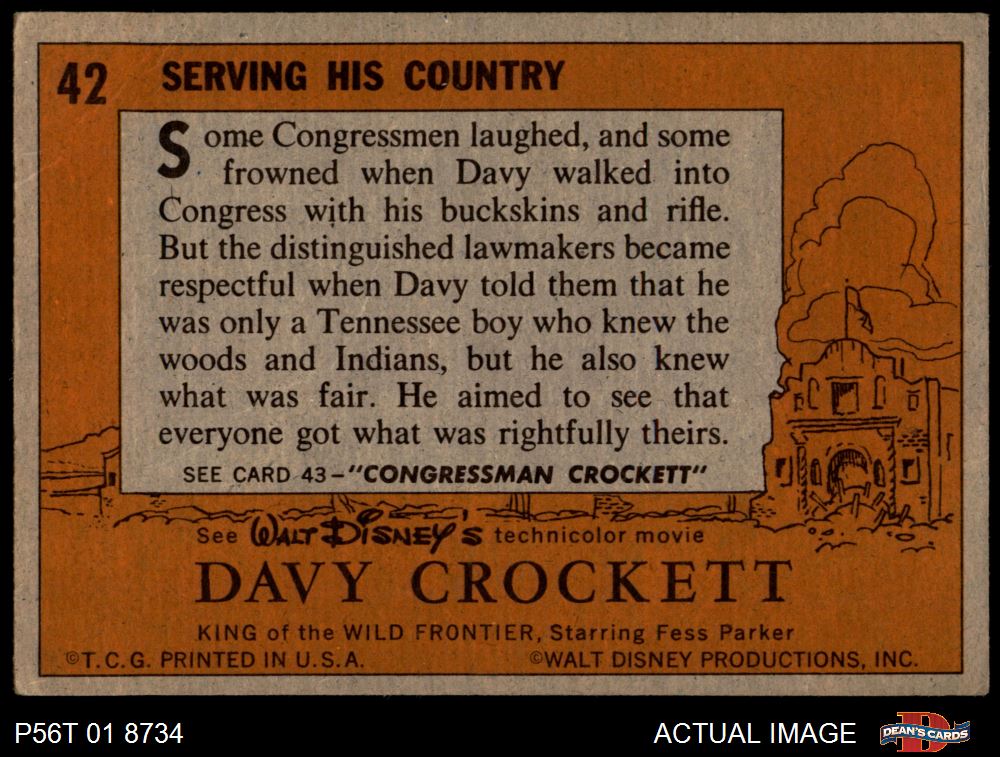 42 SERVING HIS COUNTRY
Some Congressmen laughed, and some
frowned when Davy walked into
Congress with his buckskins and rifle.
But the distinguished lawmakers became
respectful when Davy told them that he
was only a Tennessee boy who knew the
woods and Indians, but he also knew
what was fair. He aimed to see that
everyone got what was rightfully theirs.
SEE CARD 43-"CONGRESSMAN CROCKETT"
See WALT DISNEY'S technicolor movie
DAVY CROCKETT
KING of the WILD FRONTIER, Starring Fess Parker
©T.C.G. PRINTED IN U.S.A. ©WALT DISNEY PRODUCTIONS, INC.
P56T 01 8734 ACTUAL IMAGE D DEAN'S CARDS